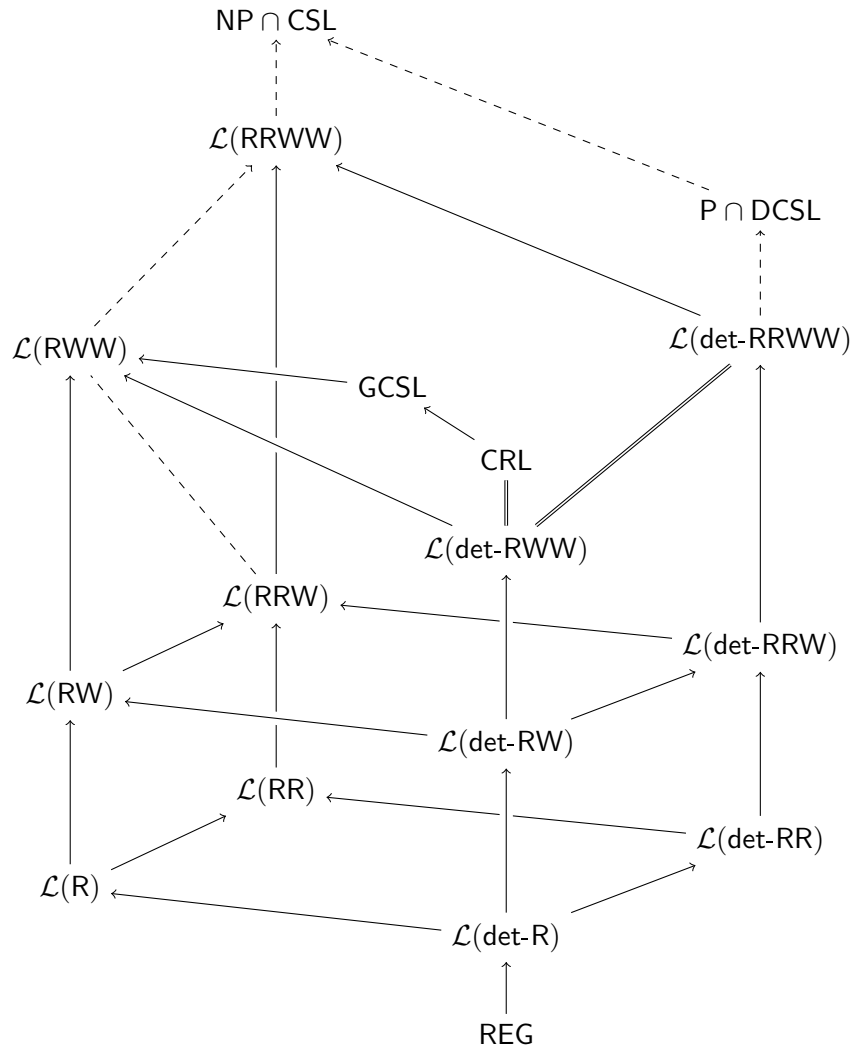 NP ∩ CSL
ℒ(RRWW)
P ∩ DCSL
ℒ(det-RRWW)
ℒ(RWW)
GCSL
CRL
ℒ(det-RWW)
ℒ(RRW)
ℒ(det-RRW)
ℒ(RW)
ℒ(det-RW)
ℒ(RR)
ℒ(det-RR)
ℒ(R)
ℒ(det-R)
REG